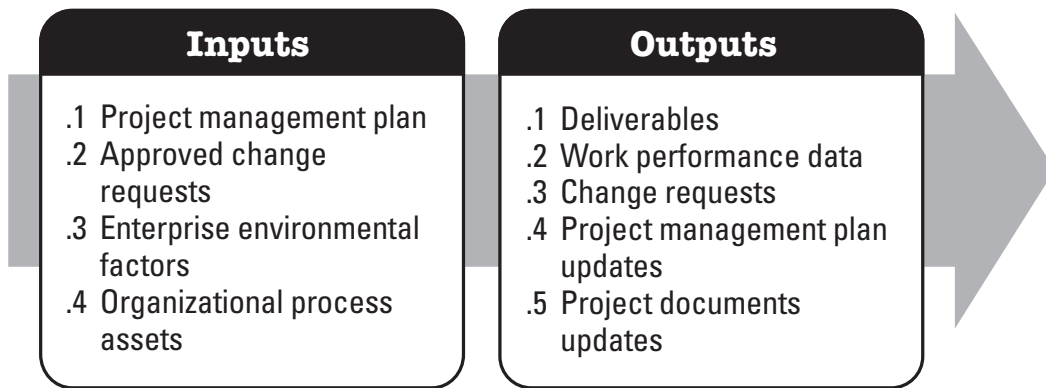 Inputs
.1 Project management plan
.2 Approved change
requests
.3 Enterprise environmental
factors
.4 Organizational process
assets
Outputs
.1 Deliverables
.2 Work performance data
.3 Change requests
.4 Project management plan
updates
.5 Project documents
updates